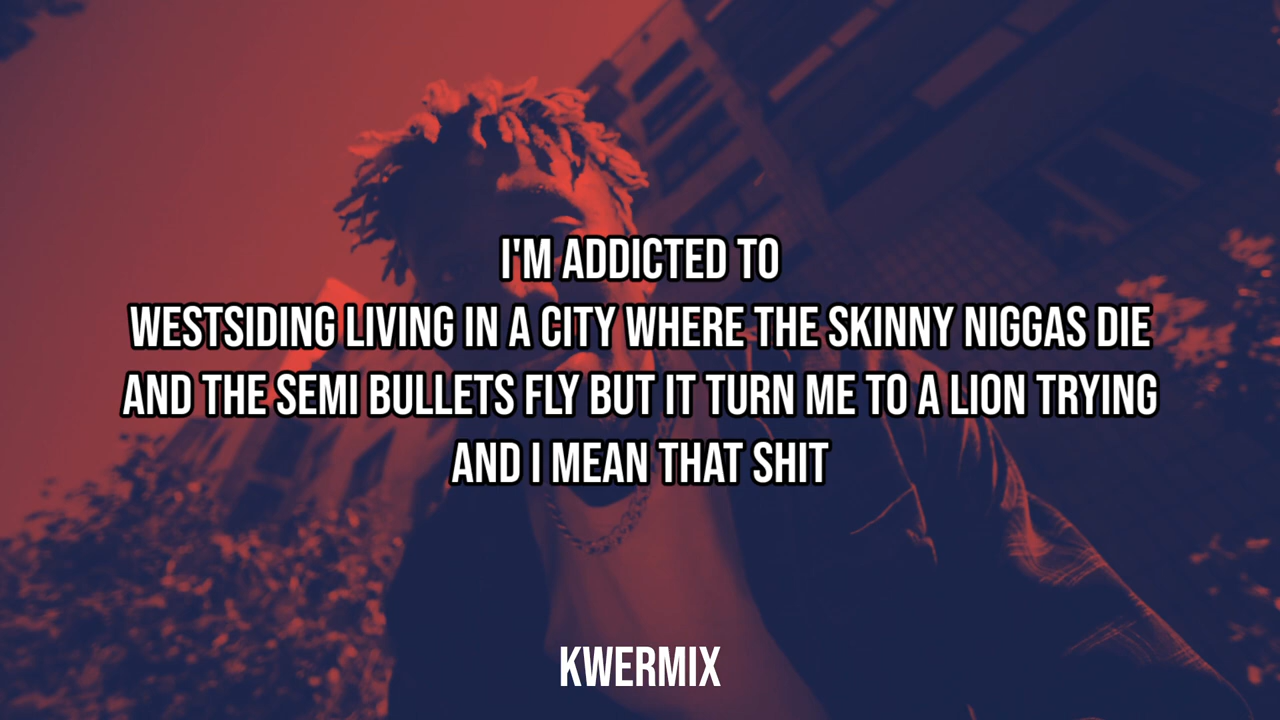 I'M ADDICTED TO
WESTSIDING LIVING IN A CITY WHERE THE SKINNY NIGGAS DIE
AND THE SEMI BULLETS FLY BUT IT TURN ME TO A LION TRYING
AND I MEAN THAT SHIT
KWERMIX